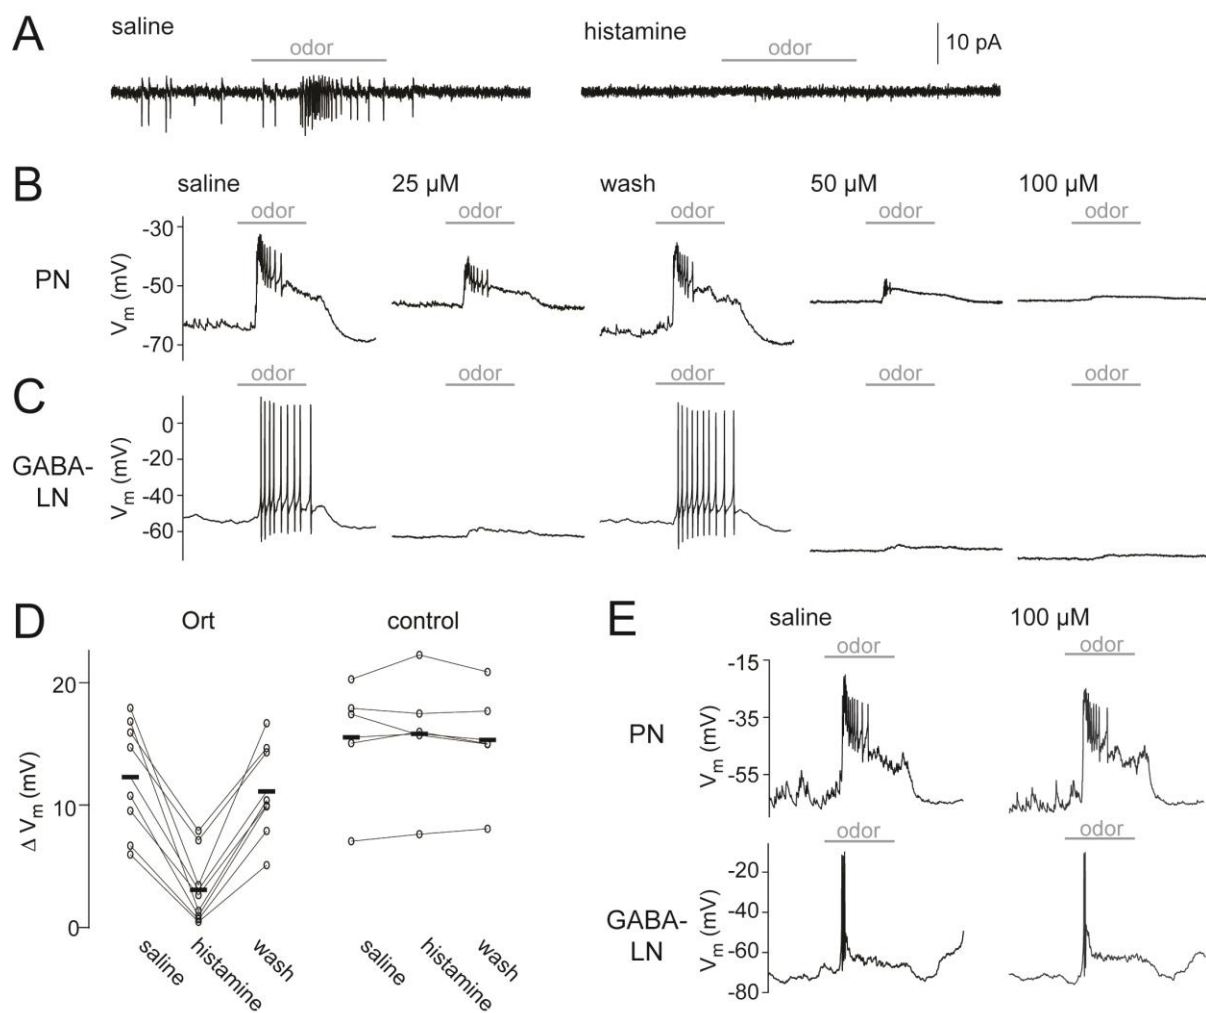 A
saline
odor
histamine
odor
10 pA
B
saline
25 µM
wash
50 µM
100 µM
odor
odor
odor
odor
odor
PN
Vm (mV)
-30
-50
-70
C
odor
odor
odor
odor
odor
GABA-
LN
Vm (mV)
0
-20
-40
-60
D
Ort
control
Δ Vm (mV)
20
10
0
saline
histamine
wash
saline
histamine
wash
E
saline
100 µM
odor
odor
PN
Vm (mV)
-15
-35
-55
odor
odor
GABA-
LN
Vm (mV)
-20
-40
-60
-80